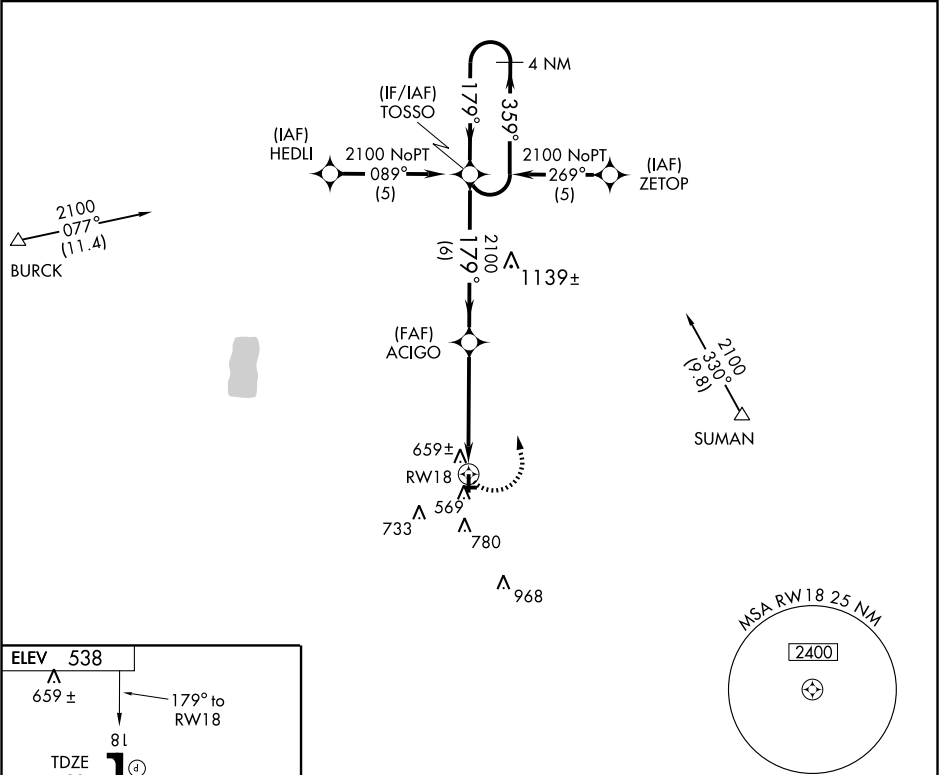 4 NM
(IF/IAF)
TOSSO
179°
359°
(IAF)
HEDLI
2100 NoPT
089°
(5)
2100 NoPT
269°
(5)
(IAF)
ZETOP
2100
077°
(11.4)
BURCK
2100
179°
(6)
1139±
(FAF)
ACIGO
2100
330°
(9.8)
SUMAN
659±
RW18
569
733
780
968
MSA RW18 25 NM
2400
ELEV 538
659 ±
179° to
RW18
18
TDZE
P